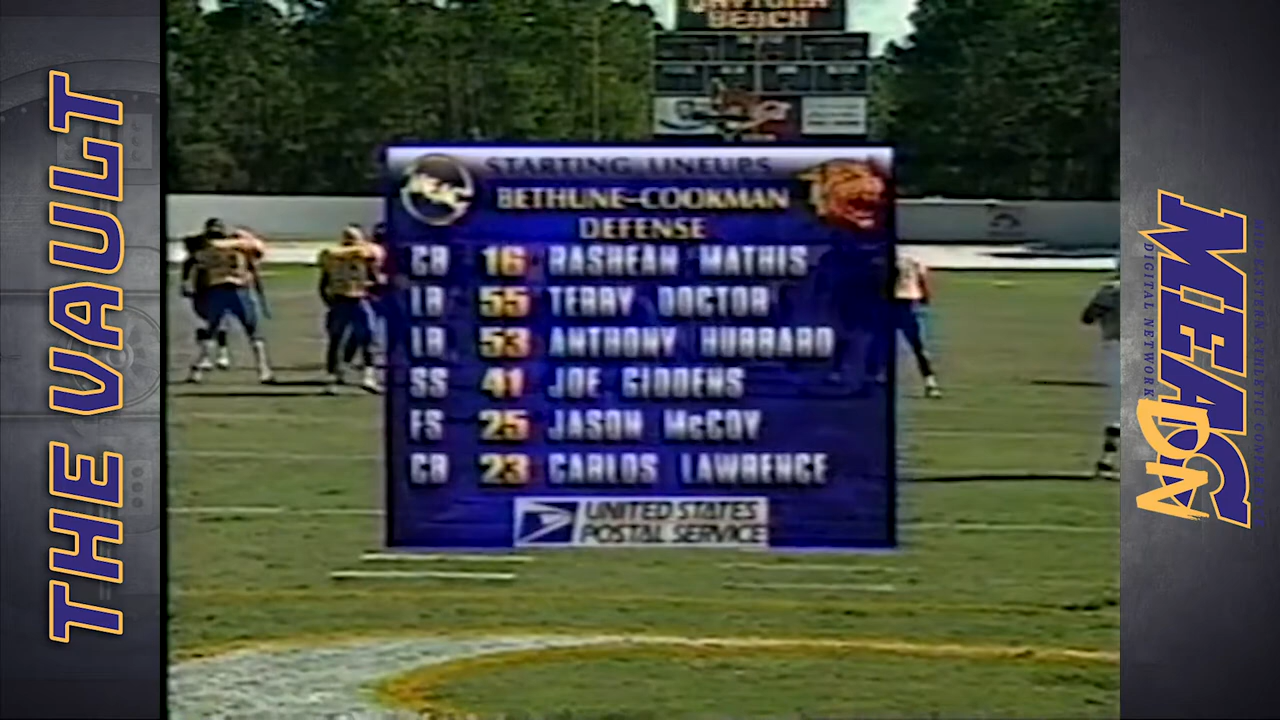 THE VAULT
DAYTONA
BEACH
STARTING LINEUPS
MEAC
BETHUNE-COOKMAN
DEFENSE
CB 16 RASHEAN MATHIS
LB 55 TERRY DOCTOR
LB 53 ANTHONY HUBBARD
SS 41 JOE GIDDENS
FS 25 JASON McCOY
CB 23 CARLOS LAWRENCE
UNITED STATES
POSTAL SERVICE
MEAC
DN
DIGITAL NETWORK